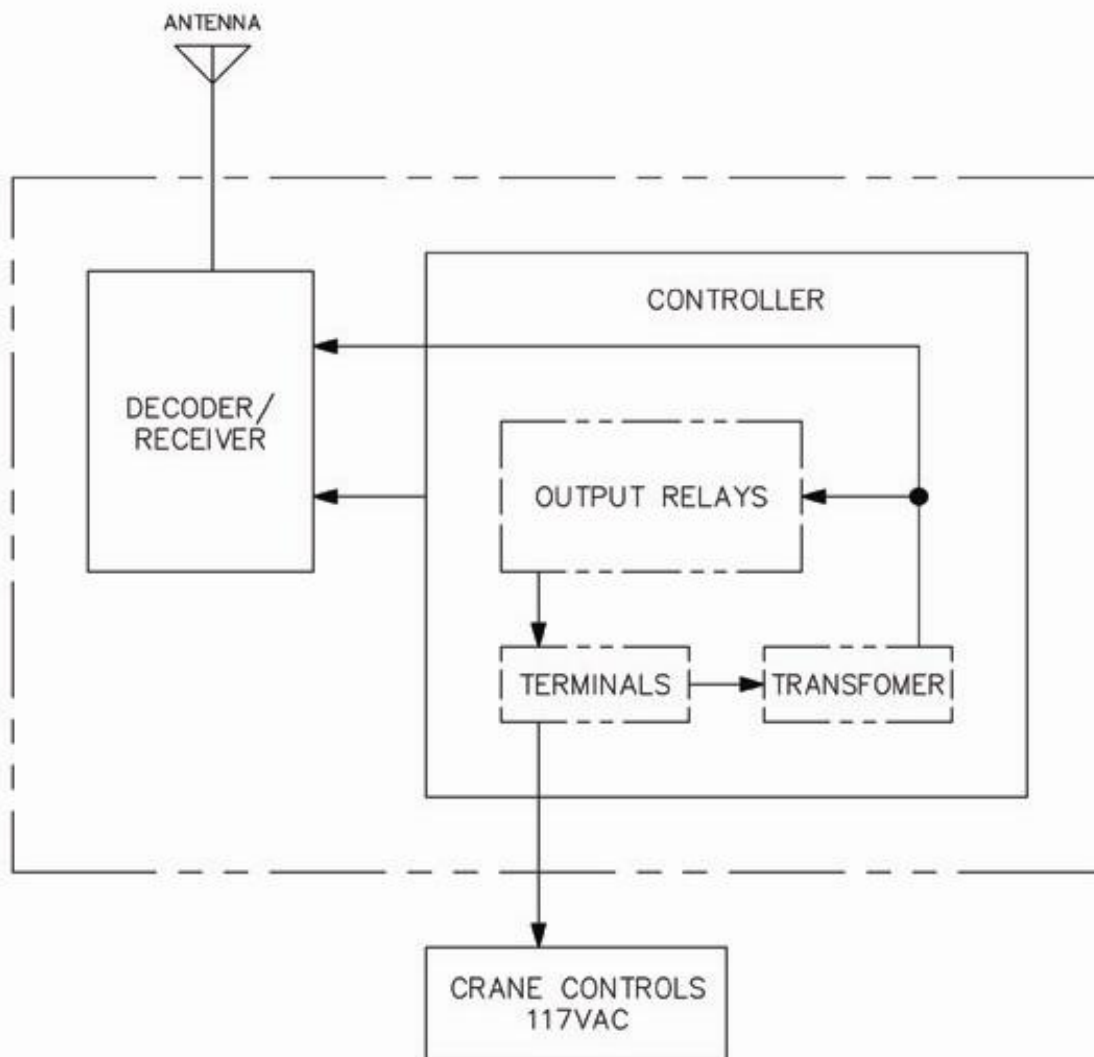 ANTENNA
CONTROLLER
DECODER/
RECEIVER
OUTPUT RELAYS
TERMINALS
TRANSFOMER
CRANE CONTROLS
117VAC